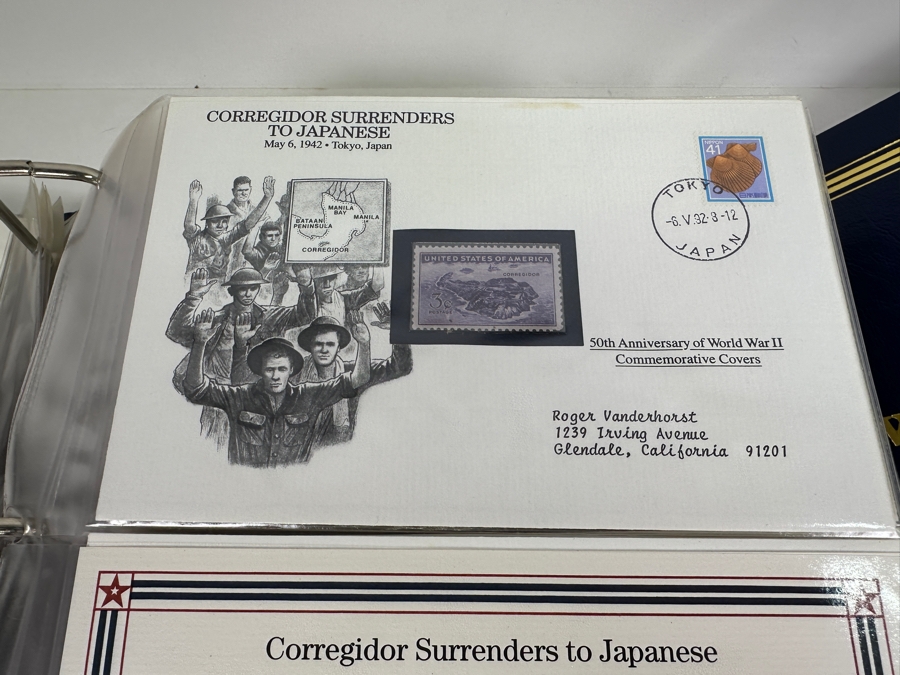 CORREGIDOR SURRENDERS
TO JAPANESE
May 6, 1942 • Tokyo, Japan
MANILA
BAY
MANILA
BATAAN
PENINSULA
CORREGIDOR
UNITED STATES OF AMERICA
CORREGIDOR
3¢
POSTAGE
NIPPON
41
TOKYO
-6.V.92·8-12
JAPAN
50th Anniversary of World War II
Commemorative Covers
Roger Vanderhorst
1239 Irving Avenue
Glendale, California 91201
Corregidor Surrenders to Japanese